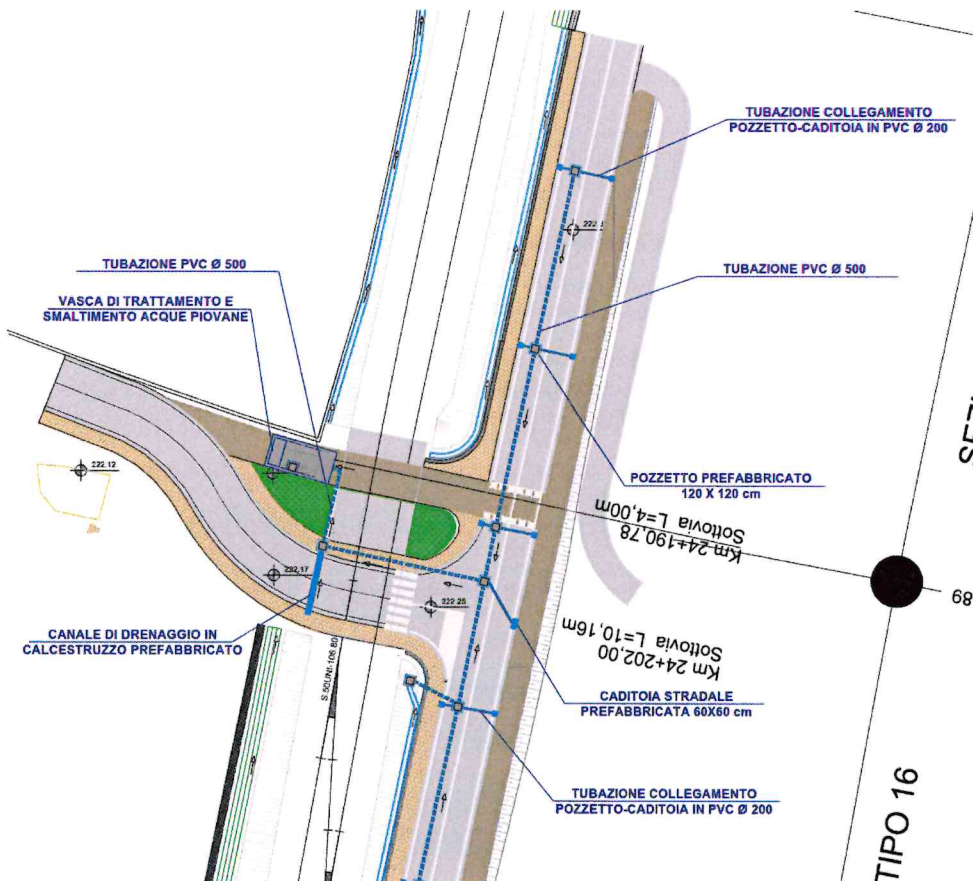 TUBAZIONE COLLEGAMENTO
POZZETTO-CADITOIA IN PVC Ø 200
TUBAZIONE PVC Ø 500
TUBAZIONE PVC Ø 500
VASCA DI TRATTAMENTO E
SMALTIMENTO ACQUE PIOVANE
222.12
POZZETTO PREFABBRICATO
120 X 120 cm
Km 24+190,78
Sottovia L=4,00m
222.17
222.25
689
CANALE DI DRENAGGIO IN
CALCESTRUZZO PREFABBRICATO
Km 24+202,00
Sottovia L=10,16m
CADITOIA STRADALE
PREFABBRICATA 60X60 cm
TUBAZIONE COLLEGAMENTO
POZZETTO-CADITOIA IN PVC Ø 200
TIPO 16